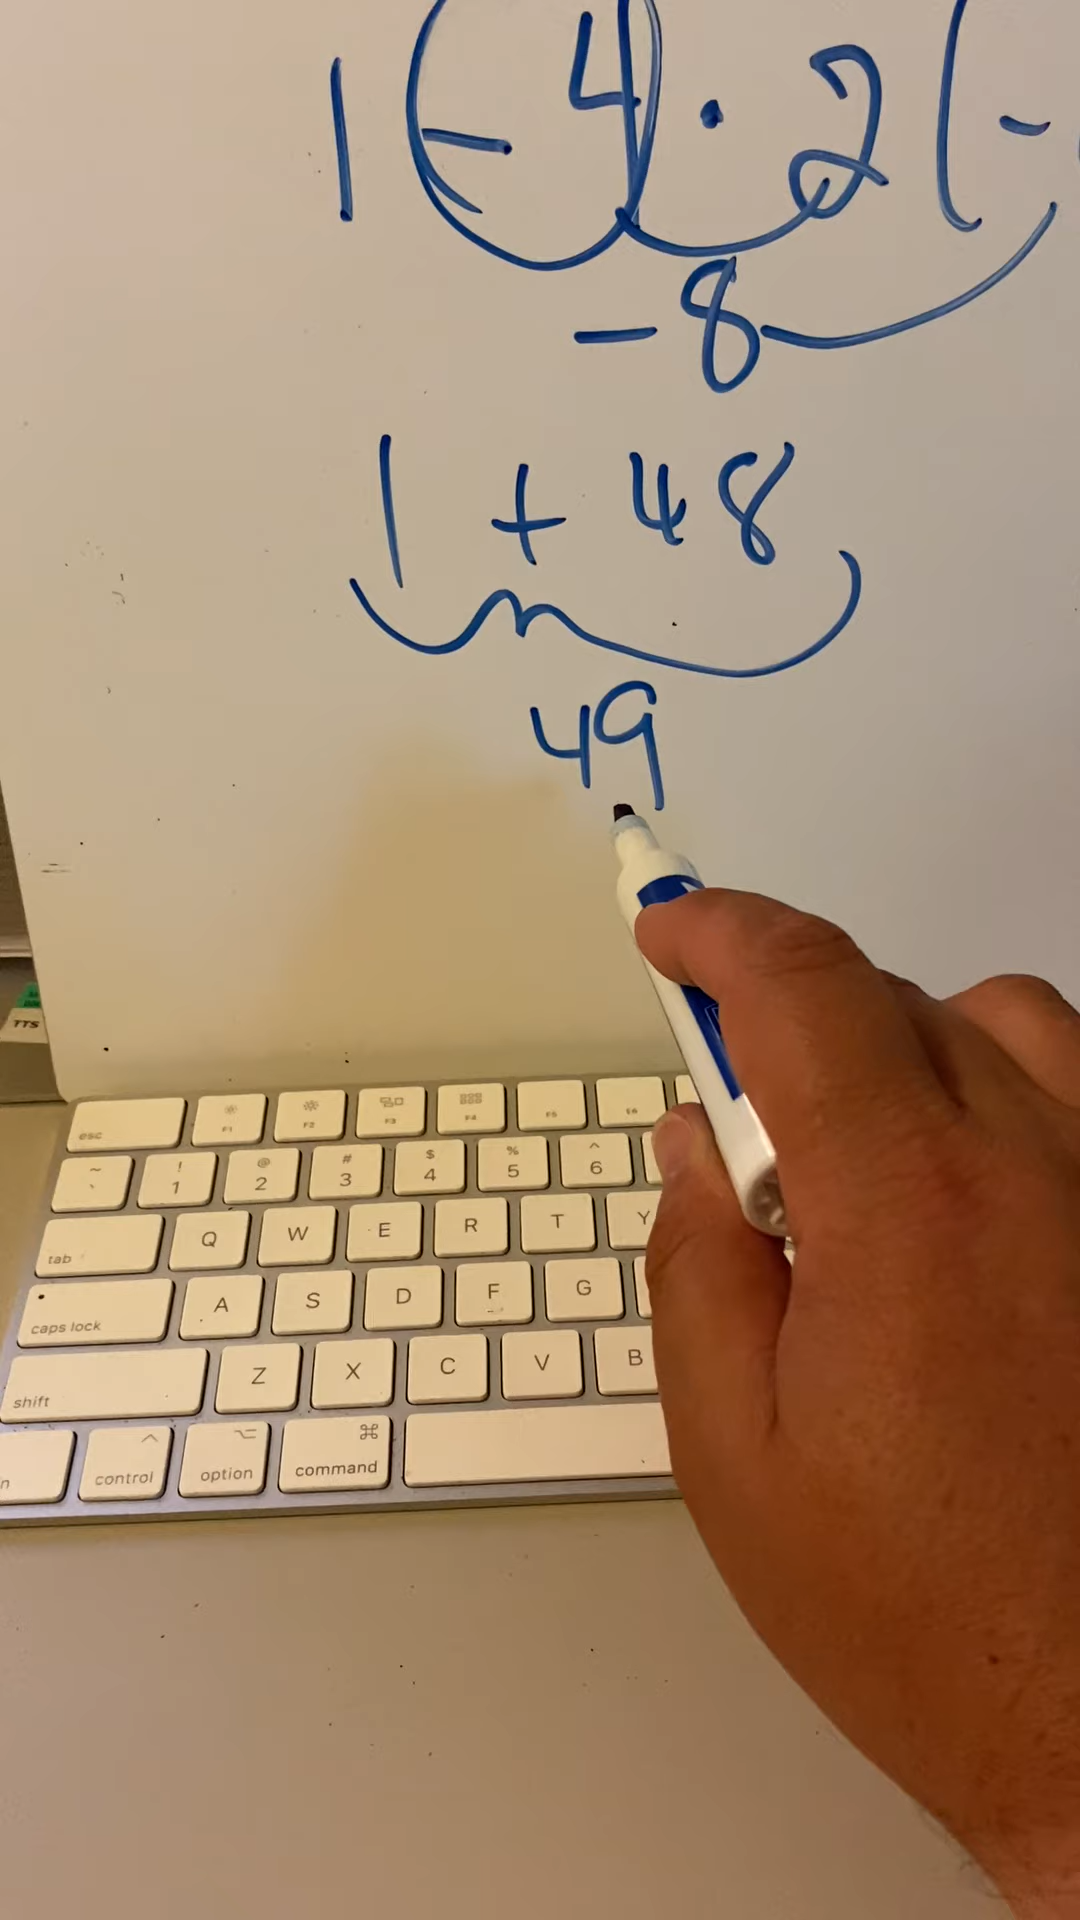 1 (-4) · 2 (-
-8
1 + 48
49
TTS
esc F1 F2 F3 F4 F5 F6
~ ` ! 1 @ 2 # 3 $ 4 % 5 ^ 6
tab Q W E R T Y
caps lock A S D F G
shift Z X C V B
n control option command